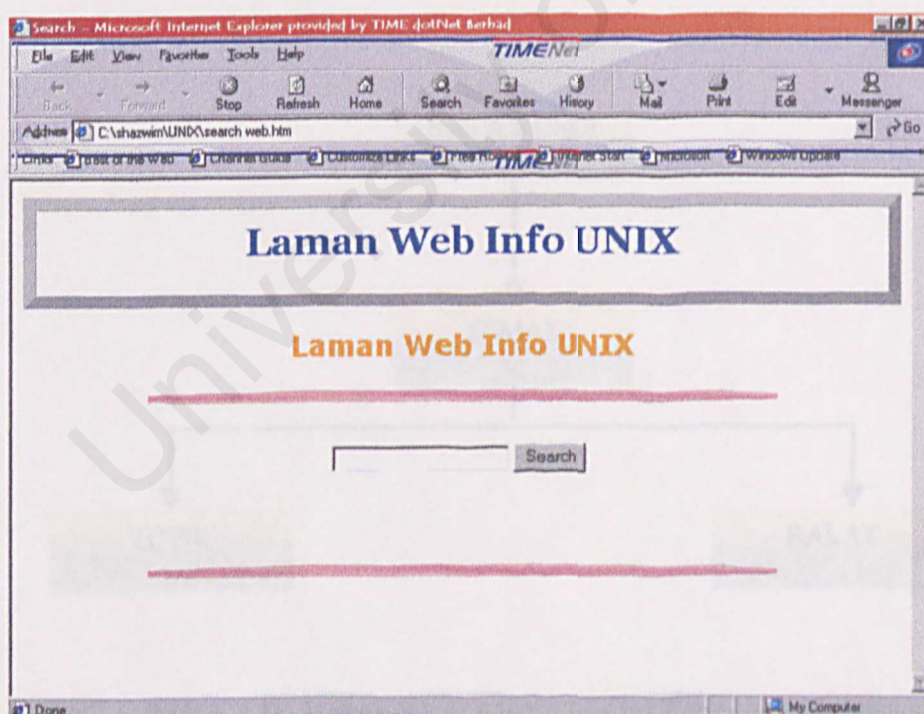 Search - Microsoft Internet Explorer provided by TIME dotNet Berhad
File Edit View Favorites Tools Help TIMENet
Back Forward Stop Refresh Home Search Favorites History Mail Print Edit Messenger
Address C:\shazwim\UNIX\search web.htm Go
Links Best of the Web Channel Guide Customize Links Free TIMENet Internet Start Microsoft Windows Update
Laman Web Info UNIX
Laman Web Info UNIX
Search
Done My Computer
University